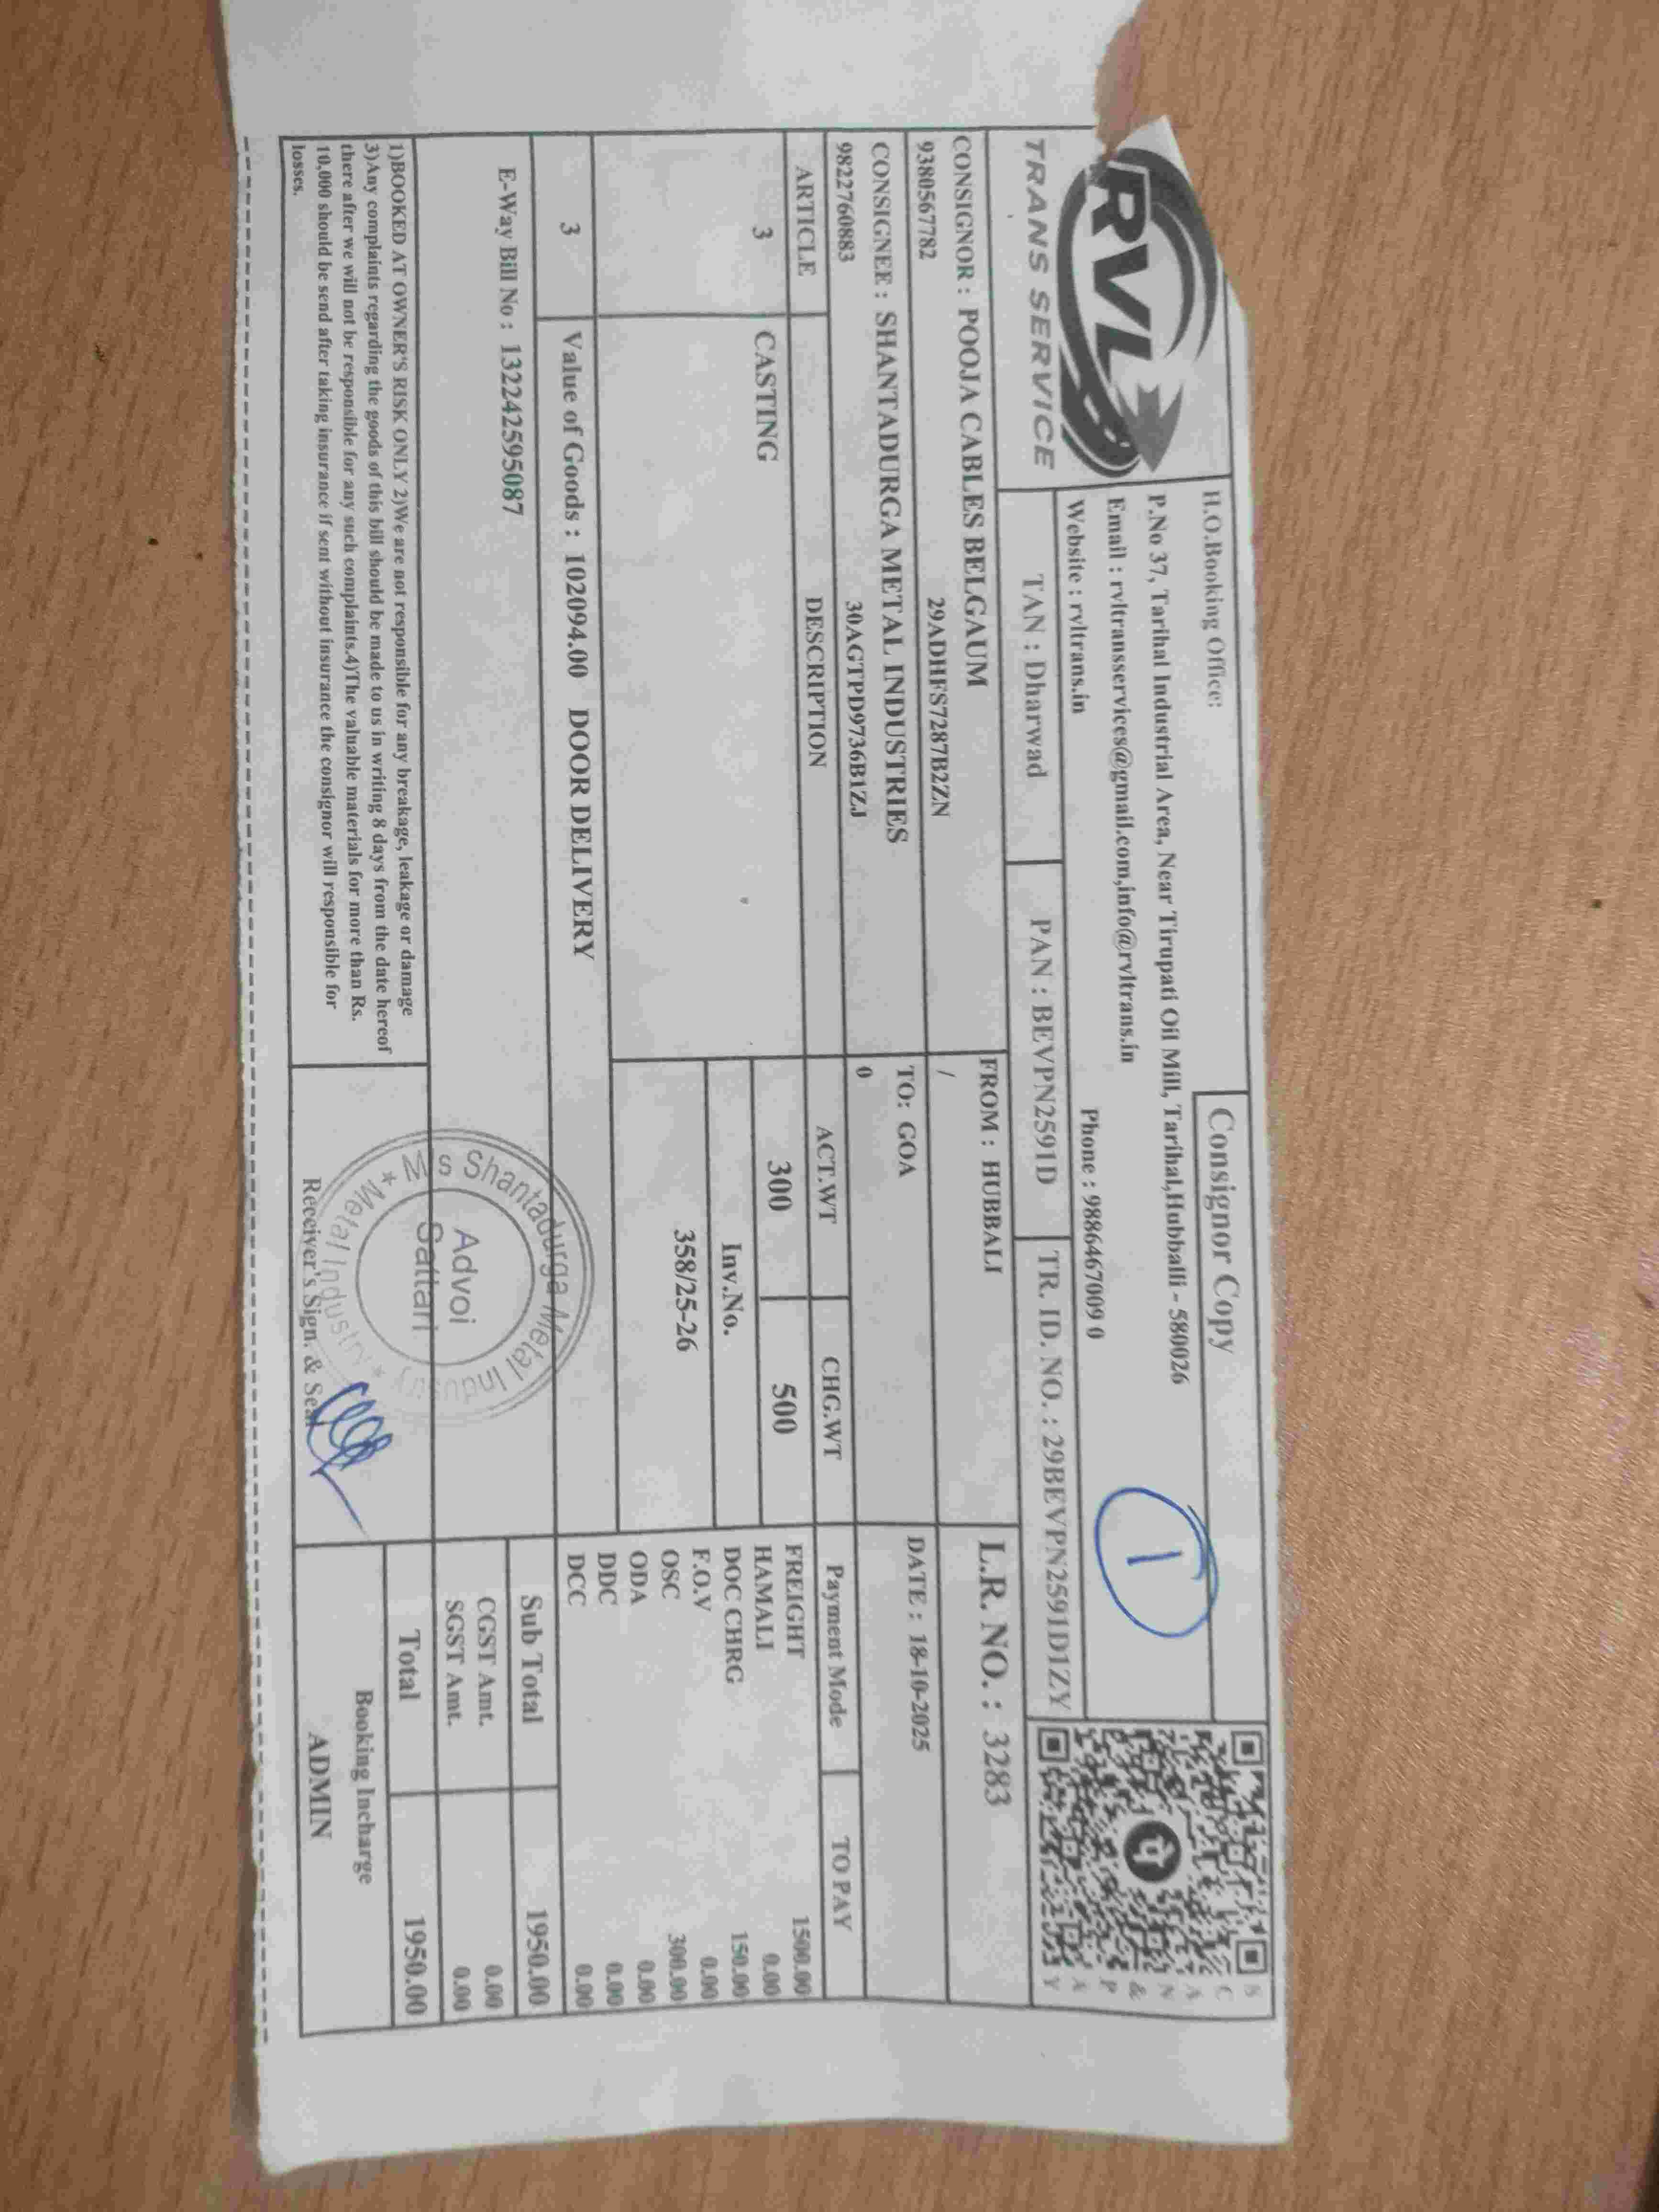 RVL
TRANS SERVICE
H.O.Booking Office:
Consignor Copy
P.No 37, Tarihal Industrial Area, Near Tirupati Oil Mill, Tarihal,Hubballi - 580026
Email : rvltransservices@gmail.com,info@rvltrans.in
Website : rvltrans.in
Phone : 9886467009 0
1
SCAN & PAY
TAN : Dharwad
PAN : BEVPN2591D
TR. ID. NO. : 29BEVPN2591D1ZY
CONSIGNOR : POOJA CABLES BELGAUM
9380567782 29ADHFS7287B2ZN
FROM : HUBBALI
/
L.R. NO. : 3283
CONSIGNEE : SHANTADURGA METAL INDUSTRIES
9822760883 30AGTPD9736B1ZJ
TO: GOA
0
DATE : 18-10-2025
ARTICLE DESCRIPTION ACT.WT CHG.WT Payment Mode TO PAY
3 CASTING 300 500
Inv.No.
358/25-26
FREIGHT 1500.00
HAMALI 0.00
DOC CHRG 150.00
F.O.V 0.00
OSC 300.00
ODA 0.00
DDC 0.00
DCC 0.00
3 Value of Goods : 102094.00 DOOR DELIVERY
Sub Total 1950.00
E-Way Bill No : 132242595087
CGST Amt. 0.00
SGST Amt. 0.00
Total 1950.00
1)BOOKED AT OWNER'S RISK ONLY 2)We are not responsible for any breakage, leakage or damage
3)Any complaints regarding the goods of this bill should be made to us in writing 8 days from the date hereof
there after we will not be responsible for any such complaints.4)The valuable materials for more than Rs.
10,000 should be send after taking insurance if sent without insurance the consignor will responsible for
losses.
M/s Shantadurga Metal Industry
Metal Industry
Advoi
Sattari
Receiver's Sign. & Seal
Booking Incharge
ADMIN